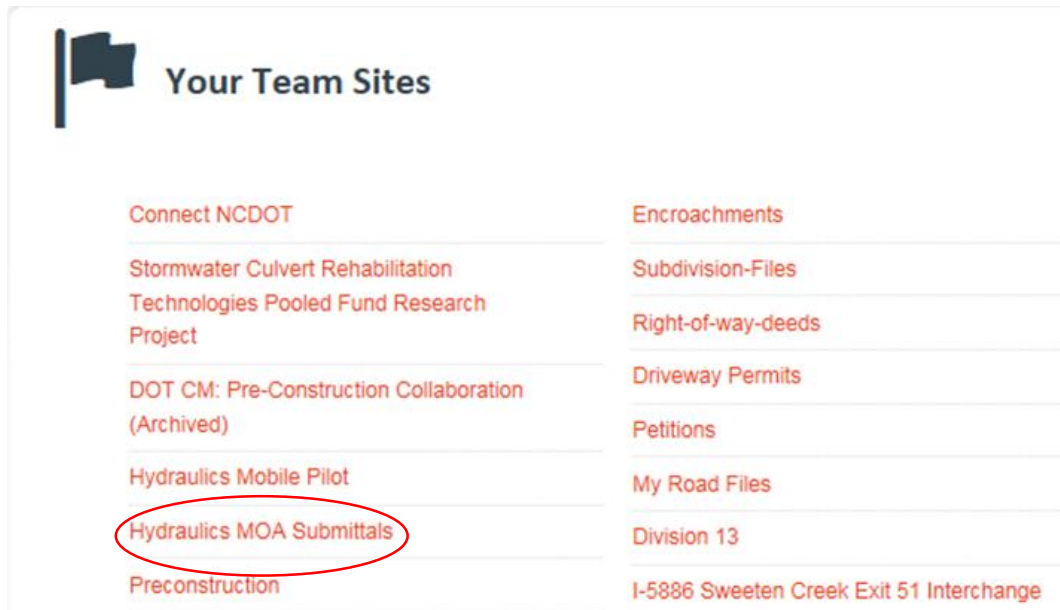 Your Team Sites
Connect NCDOT
Stormwater Culvert Rehabilitation
Technologies Pooled Fund Research
Project
DOT CM: Pre-Construction Collaboration
(Archived)
Hydraulics Mobile Pilot
Hydraulics MOA Submittals
Preconstruction
Encroachments
Subdivision-Files
Right-of-way-deeds
Driveway Permits
Petitions
My Road Files
Division 13
I-5886 Sweeten Creek Exit 51 Interchange